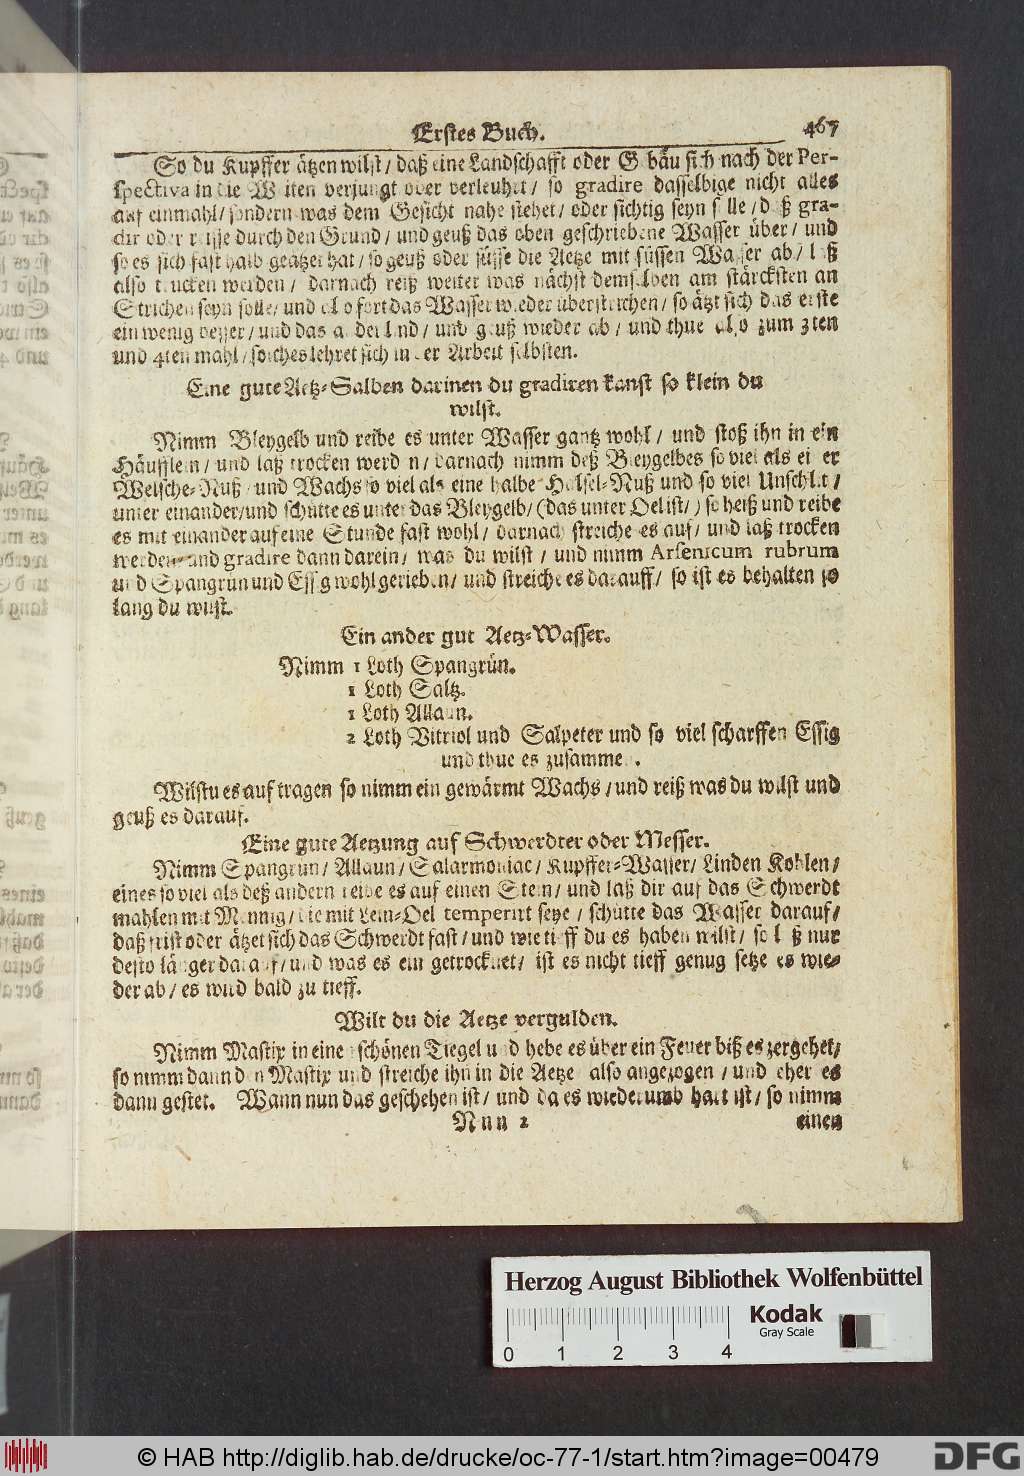 Erstes Buch. 467
So du Kupffer ätzen wilst / daß eine Landschafft oder Gebäu sich nach der Per-
spectiva in die Weiten verjungt oder verleuhrt / so gradire dasselbige nicht alles
auf einmahl / sondern was dem Gesicht nahe stehet / oder sichtig seyn solle / daß gra-
dir oder reisse durch den Grund / und geuß das oben geschriebene Wasser über / und
so es sich fast halb geätzet hat / so geuß oder süsse die Aetze mit süssen Wasser ab / laß
also trucken werden / darnach reiß weiter was nächst demselben am stärcksten an
Strichen seyn solle / und also fort das Wasser wieder überstrichen / so ätzt sich das erste
ein wenig besser / und das ander lind / und geuß wieder ab / und thue also zum 3ten
und 4ten mahl / solches lehret sich in der Arbeit selbsten.
Eine gute Aetz-Salben darinen du gradiren kanst so klein du
wilst.
Nimm Bleygelb und reibe es unter Wasser gantz wohl / und stoß ihn in ein
Häufflein / und laß trocken werden / darnach nimm deß Bleygelbes so viel als einer
Welsche-Nuß / und Wachs so viel als eine halbe Hasel-Nuß und so viel Unschlit /
unter einander / und schütte es unter das Bleygelb / (das unter Oel ist /) so heiß und reibe
es mit einander auf eine Stunde fast wohl / darnach streiche es auf / und laß trocken
werden und gradire dann darein / was du wilst / und nimm Arsenicum rubrum
und Spangrün und Essig wohl gerieben / und streiche es darauff / so ist es behalten so
lang du wilst.
Ein ander gut Aetz-Wasser.
Nimm 1 Loth Spangrün.
1 Loth Saltz.
1 Loth Allaun.
2 Loth Vitriol und Salpeter und so viel scharffen Essig
und thue es zusammen.
Wilstu es auf tragen so nimm ein gewärmt Wachs / und reiß was du wilst und
geuß es darauf.
Eine gute Aetzung auf Schwerdter oder Messer.
Nimm Spangrün / Allaun / Salarmoniac / Kupffer-Wasser / Linden Kohlen /
eines so viel als deß andern reibe es auf einen Stein / und laß dir auf das Schwerdt
mahlen mit Mennig / die mit Lein-Oel temperirt seye / schütte das Wasser darauf /
daß frist oder ätzet sich das Schwerdt fast / und wie tieff du es haben wilst / so laß nur
desto länger darauf / und was es ein getrocknet / ist es nicht tieff genug setze es wie-
der ab / es wird bald zu tieff.
Wilt du die Aetze vergulden.
Nimm Mastix in einen schönen Tiegel und hebe es über ein Feuer biß es zergehet /
so nimm dann den Mastix und streiche ihn in die Aetze also angezogen / und eher es
dann gestet. Wann nun das geschehen ist / und da es wiederumb hart ist / so nimm
Nnn 2 einen
Herzog August Bibliothek Wolfenbüttel
Kodak
Gray Scale
0 1 2 3 4
© HAB http://diglib.hab.de/drucke/oc-77-1/start.htm?image=00479
DFG